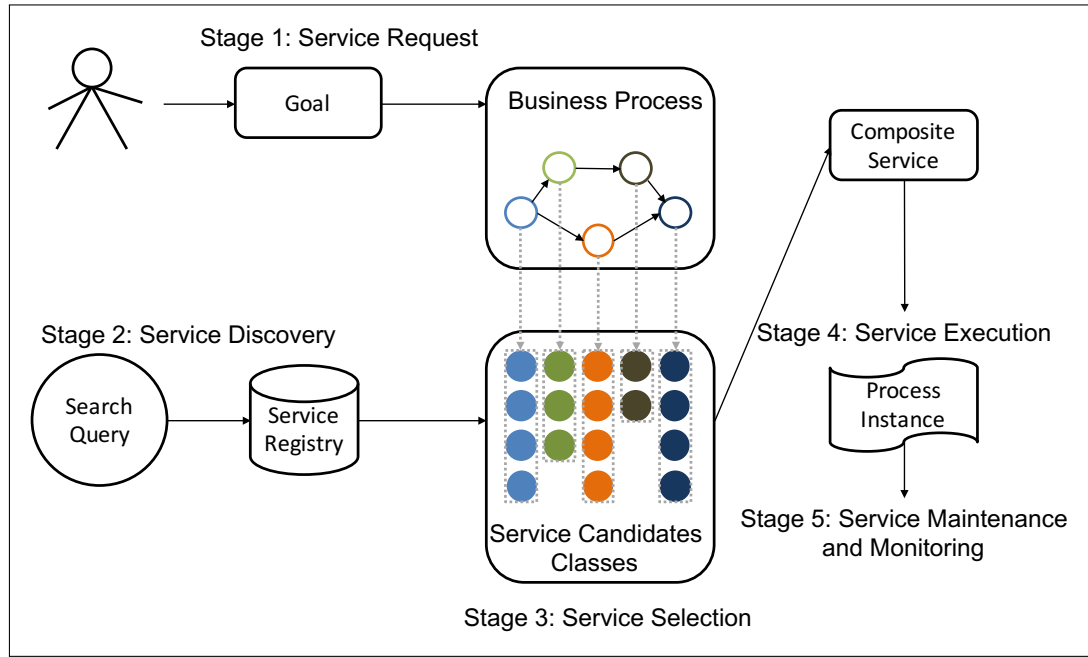 Stage 1: Service Request
Goal
Business Process
Composite
Service
Stage 2: Service Discovery
Search
Query
Service
Registry
Service Candidates
Classes
Stage 3: Service Selection
Stage 4: Service Execution
Process
Instance
Stage 5: Service Maintenance
and Monitoring